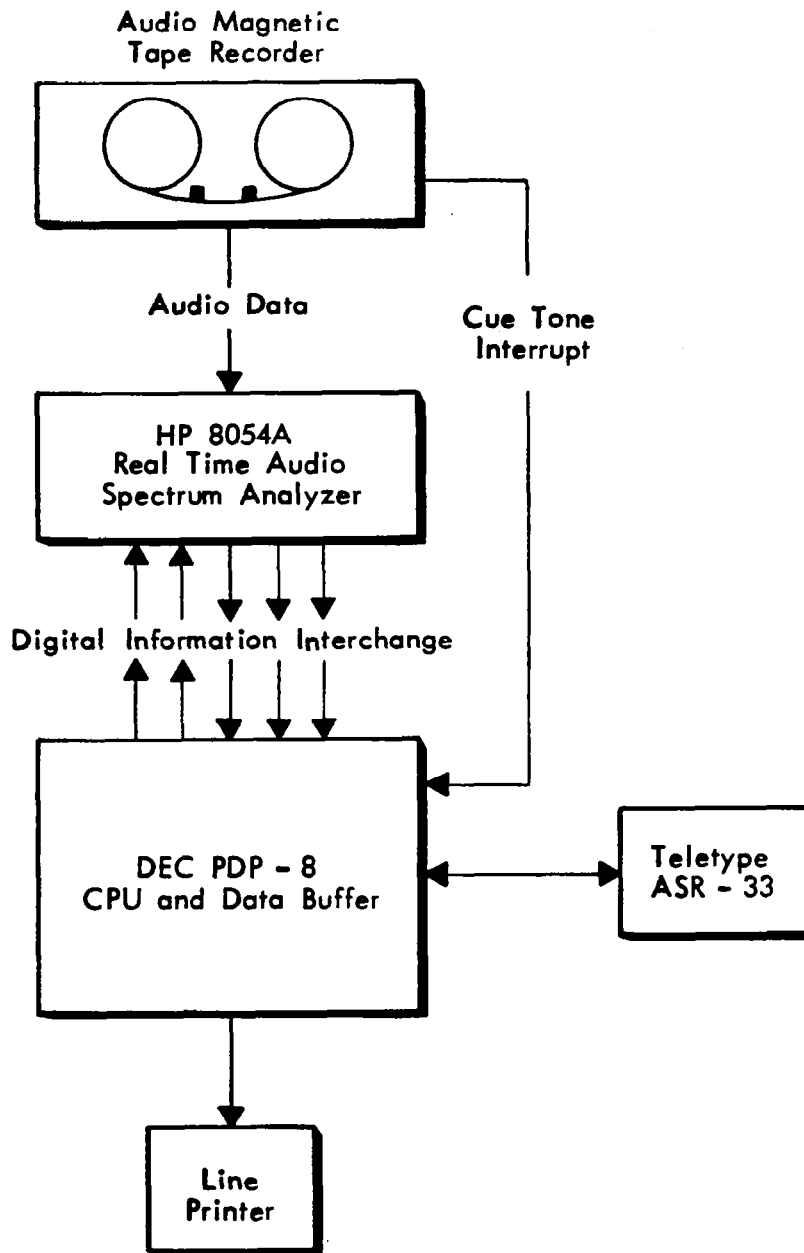 Audio Magnetic
Tape Recorder
Audio Data
Cue Tone
Interrupt
HP 8054A
Real Time Audio
Spectrum Analyzer
Digital Information Interchange
DEC PDP - 8
CPU and Data Buffer
Teletype
ASR - 33
Line
Printer